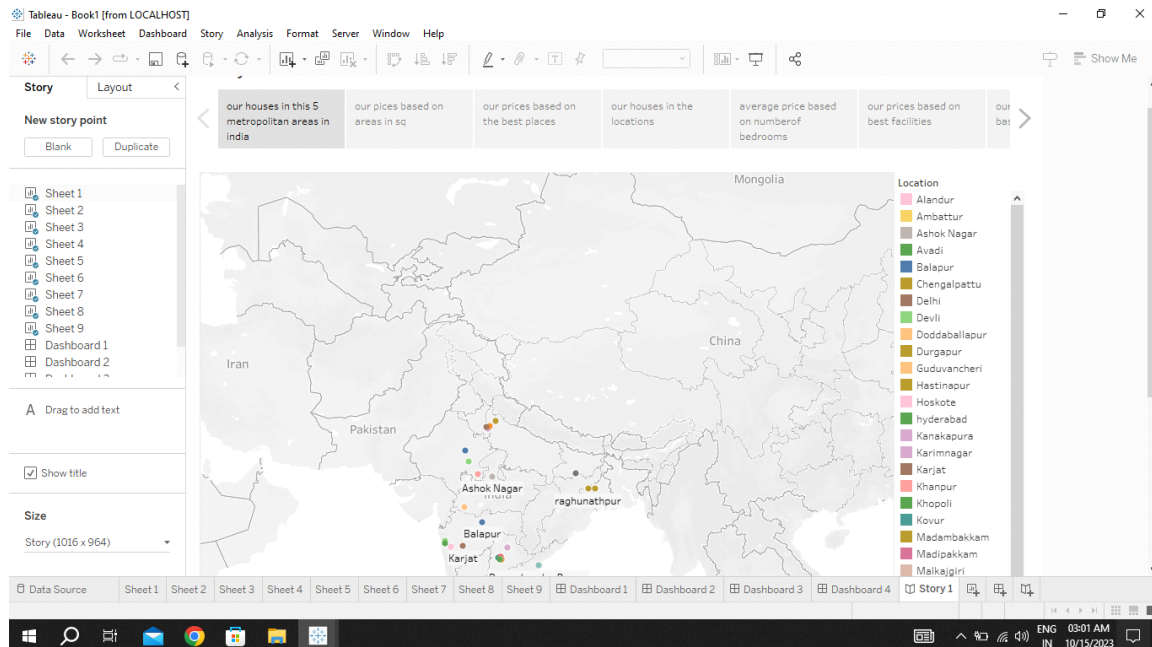 Tableau - Book1 [from LOCALHOST]
File Data Worksheet Dashboard Story Analysis Format Server Window Help
Show Me
Story
Layout
New story point
Blank
Duplicate
Sheet 1
Sheet 2
Sheet 3
Sheet 4
Sheet 5
Sheet 6
Sheet 7
Sheet 8
Sheet 9
Dashboard 1
Dashboard 2
A Drag to add text
Show title
Size
Story (1016 x 964)
our houses in this 5
metropolitan areas in
india
our pices based on
areas in sq
our prices based on
the best places
our houses in the
locations
average price based
on numberof
bedrooms
our prices based on
best facilities
Mongolia
China
Iran
Pakistan
Ashok Nagar
India
raghunathpur
Balapur
Karjat
Location
Alandur
Ambattur
Ashok Nagar
Avadi
Balapur
Chengalpattu
Delhi
Devli
Doddaballapur
Durgapur
Guduvancheri
Hastinapur
Hoskote
hyderabad
Kanakapura
Karimnagar
Karjat
Khanpur
Khopoli
Kovur
Madambakkam
Madipakkam
Malkajgiri
Data Source Sheet 1 Sheet 2 Sheet 3 Sheet 4 Sheet 5 Sheet 6 Sheet 7 Sheet 8 Sheet 9 Dashboard 1 Dashboard 2 Dashboard 3 Dashboard 4 Story 1
ENG
IN
03:01 AM
10/15/2023